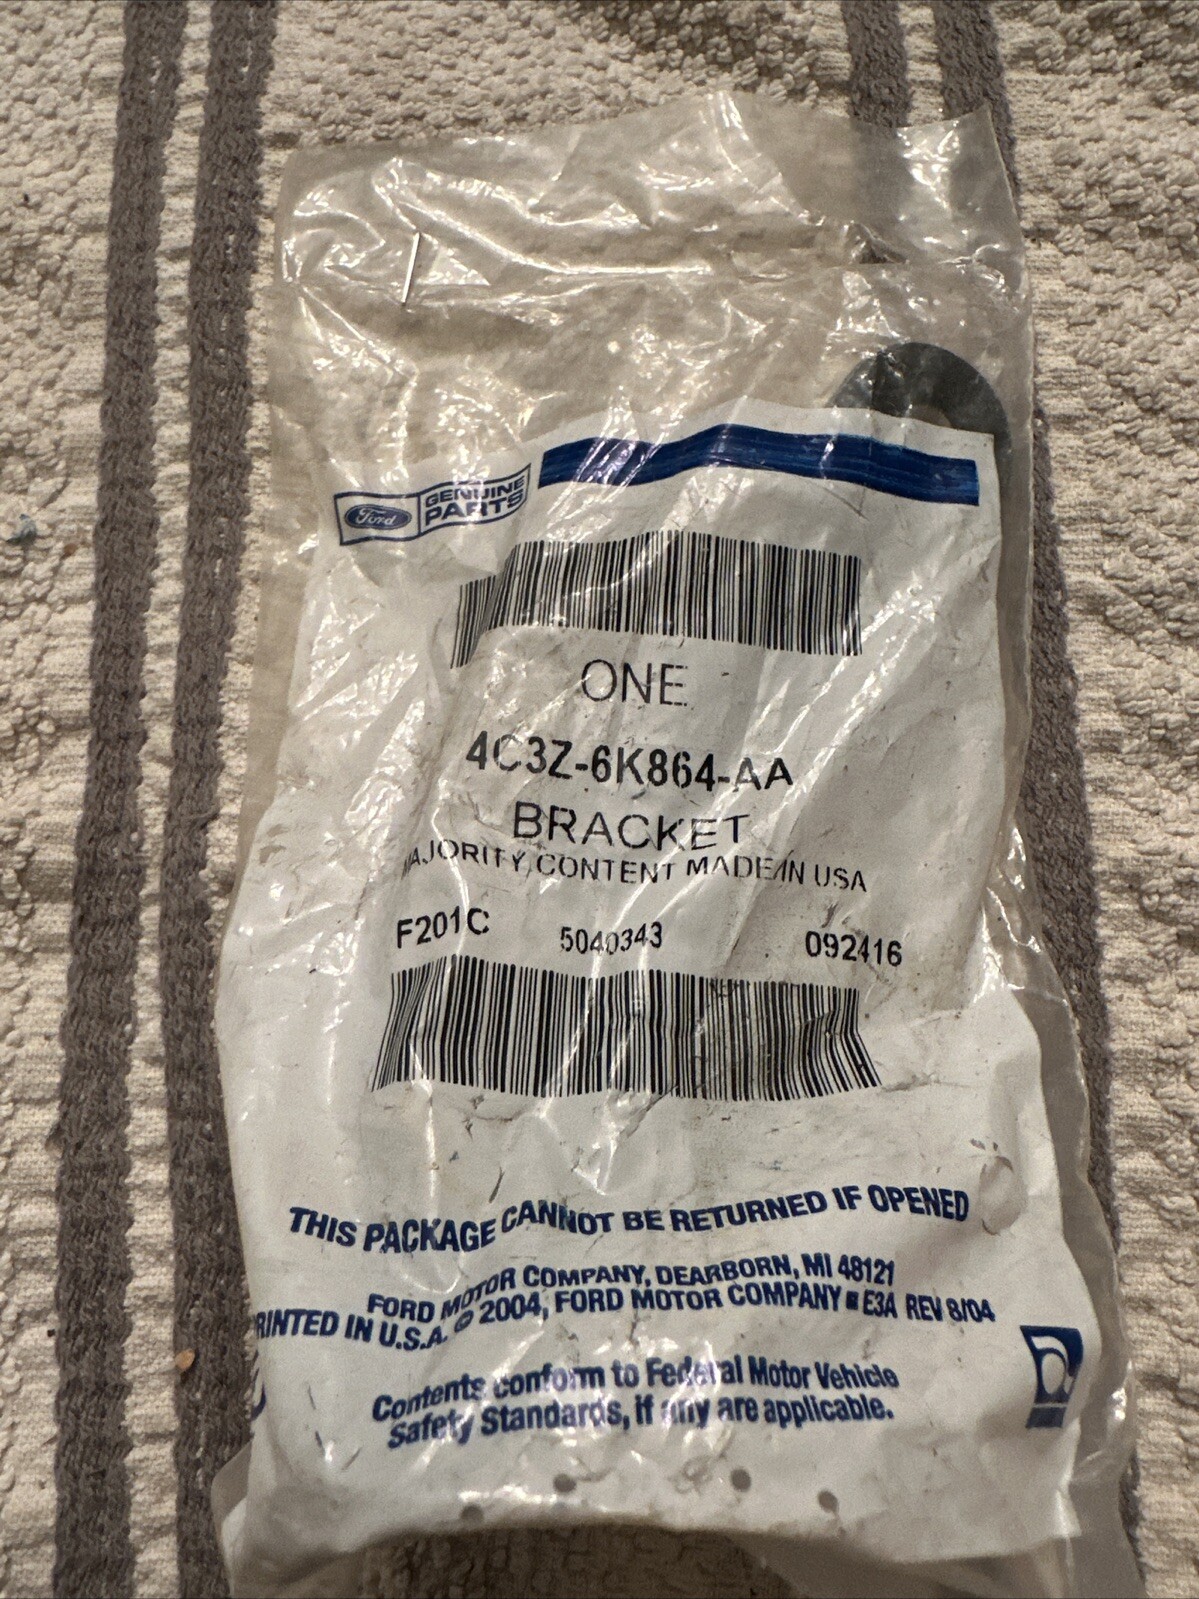 Ford GENUINE PARTS
ONE
4C3Z-6K864-AA
BRACKET
MAJORITY CONTENT MADE IN USA
F201C 5040343 092416
THIS PACKAGE CANNOT BE RETURNED IF OPENED
FORD MOTOR COMPANY, DEARBORN, MI 48121
PRINTED IN U.S.A. © 2004, FORD MOTOR COMPANY ■ E3A REV 8/04
Contents conform to Federal Motor Vehicle
Safety Standards, if any are applicable.